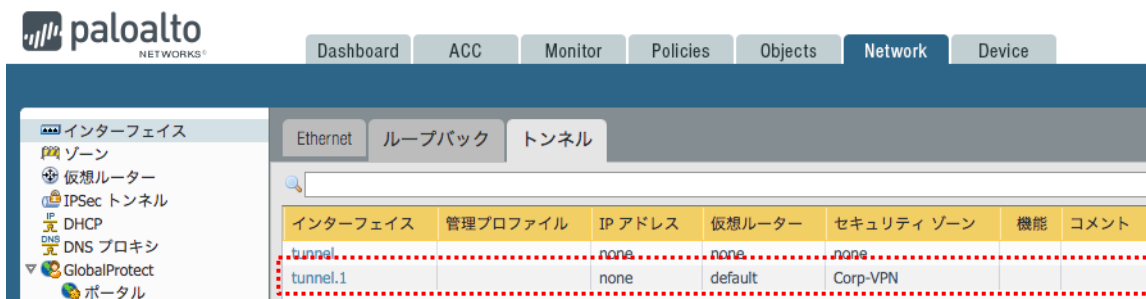 paloalto
NETWORKS
Dashboard ACC Monitor Policies Objects Network Device
インターフェイス
ゾーン
仮想ルーター
IPSec トンネル
DHCP
DNS プロキシ
GlobalProtect
ポータル
Ethernet ループバック トンネル
インターフェイス 管理プロファイル IP アドレス 仮想ルーター セキュリティ ゾーン 機能 コメント
tunnel none none none
tunnel.1 none default Corp-VPN